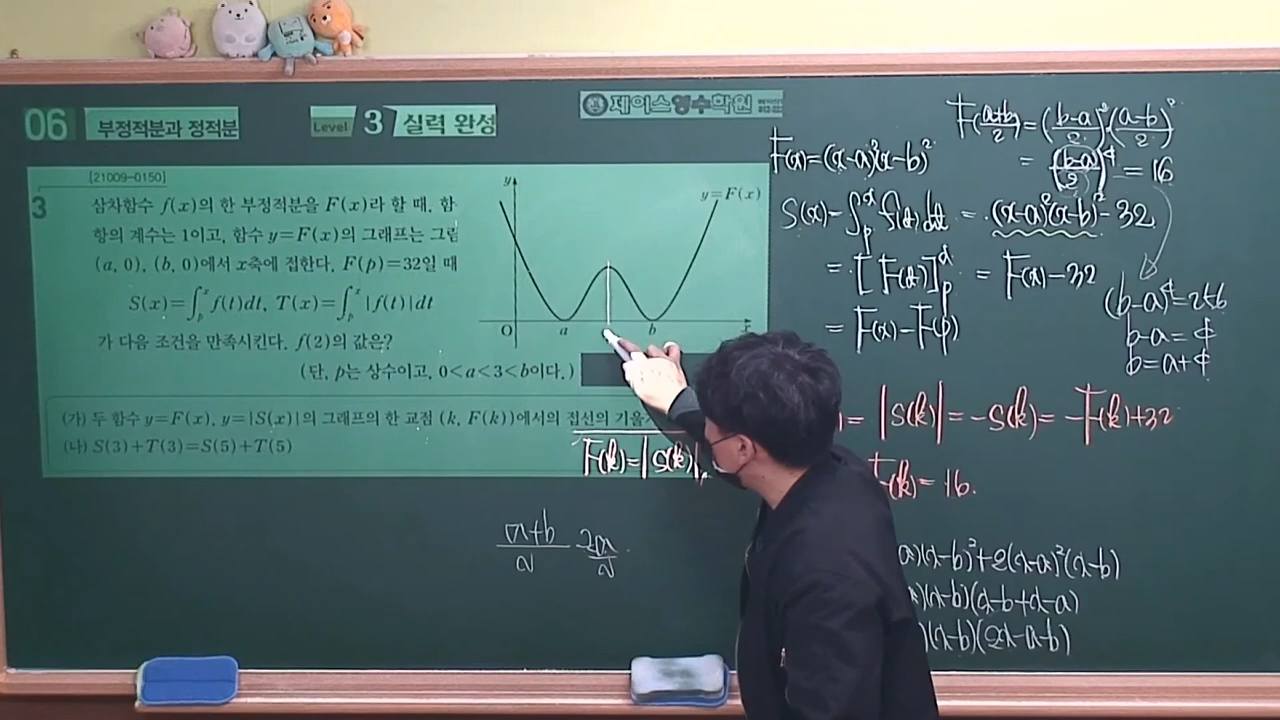 06 부정적분과 정적분 Level 3 실력 완성 제이스영수학원
[21009-0150]
3 삼차함수 f(x)의 한 부정적분을 F(x)라 할 때, 함
항의 계수는 1이고, 함수 y=F(x)의 그래프는 그림
(a, 0), (b, 0)에서 x축에 접한다. F(p)=32일 때
S(x)=∫_p^x f(t)dt, T(x)=∫_p^x |f(t)|dt
가 다음 조건을 만족시킨다. f(2)의 값은?
(단, p는 상수이고, 0<a<3<b이다.)
y
y=F(x)
O a b x
(가) 두 함수 y=F(x), y=|S(x)|의 그래프의 한 교점 (k, F(k))에서의 접선의 기울
(나) S(3)+T(3)=S(5)+T(5)
F(k)=|S(k)|
a+b/2 2a/2
F(x)=(x-a)²(x-b)²
S(x)=∫_p^x f(t)dt = (x-a)²(x-b)²-32
= [F(t)]_p^x = F(x)-32
= F(x)-F(p)
F(a+b/2)=(b-a/2)²(a-b/2)²
= (b-a/2)⁴ = 16
(b-a)⁴=256
b-a=4
b=a+4
)= |S(k)|=-S(k)= -F(k)+32
F(k)=16.
a)(x-b)²+2(x-a)²(x-b)
)(x-b)(x-b+x-a)
)(x-b)(2x-a-b)